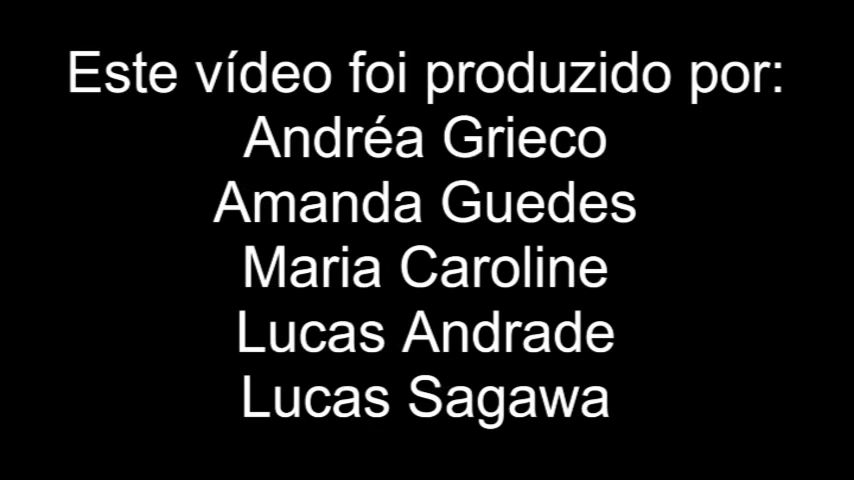 Este vídeo foi produzido por:
Andréa Grieco
Amanda Guedes
Maria Caroline
Lucas Andrade
Lucas Sagawa